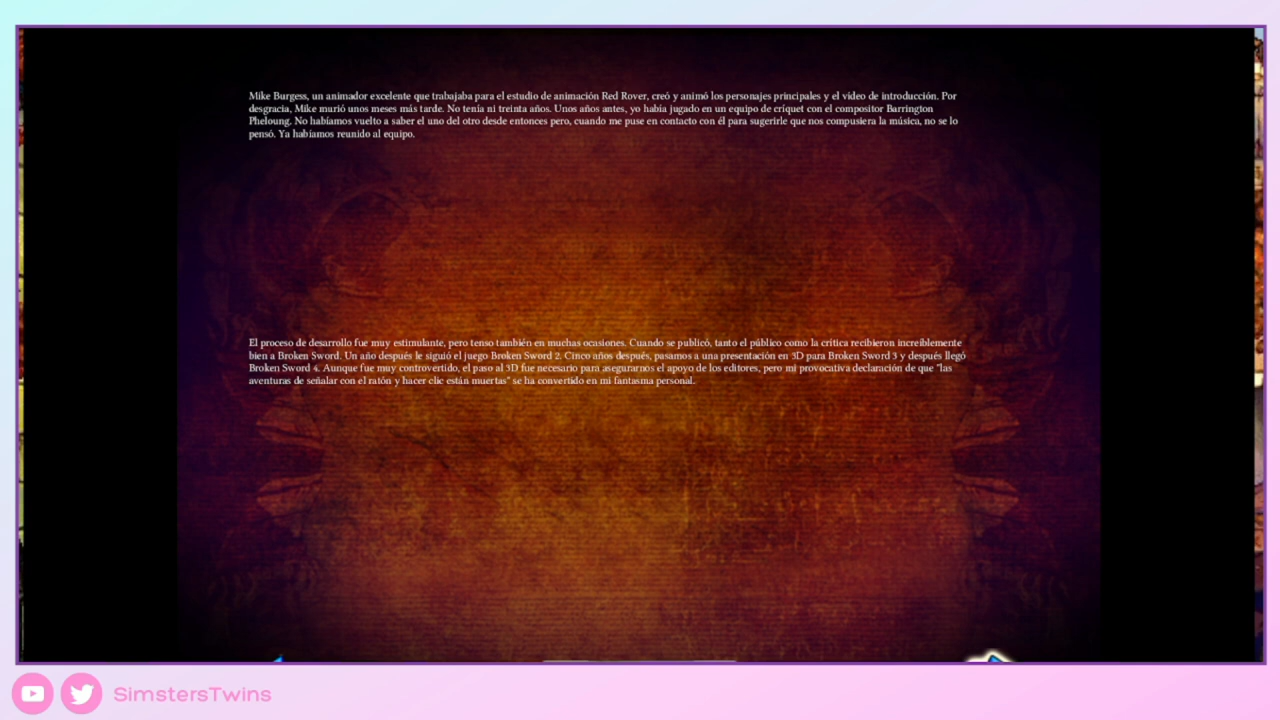 Mike Burgess, un animador excelente que trabajaba para el estudio de animación Red Rover, creó y animó los personajes principales y el video de introducción. Por
desgracia, Mike murió unos meses más tarde. No tenía ni treinta años. Unos años antes, yo había jugado en un equipo de críquet con el compositor Barrington
Pheloung. No habíamos vuelto a saber el uno del otro desde entonces pero, cuando me puse en contacto con él para sugerirle que nos compusiera la música, no se lo
pensó. Ya habíamos reunido al equipo.
El proceso de desarrollo fue muy estimulante, pero tenso también en muchas ocasiones. Cuando se publicó, tanto el público como la crítica recibieron increíblemente
bien a Broken Sword. Un año después le siguió el juego Broken Sword 2. Cinco años después, pasamos a una presentación en 3D para Broken Sword 3 y después llegó
Broken Sword 4. Aunque fue muy controvertido, el paso al 3D fue necesario para asegurarnos el apoyo de los editores, pero mi provocativa declaración de que "las
aventuras de señalar con el ratón y hacer clic están muertas" se ha convertido en mi fantasma personal.
SimstersTwins